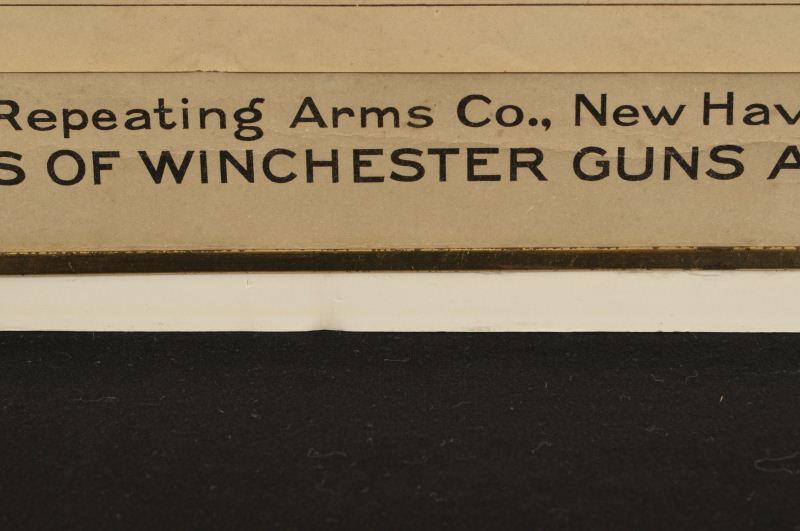 Repeating Arms Co., New Hav
S OF WINCHESTER GUNS A